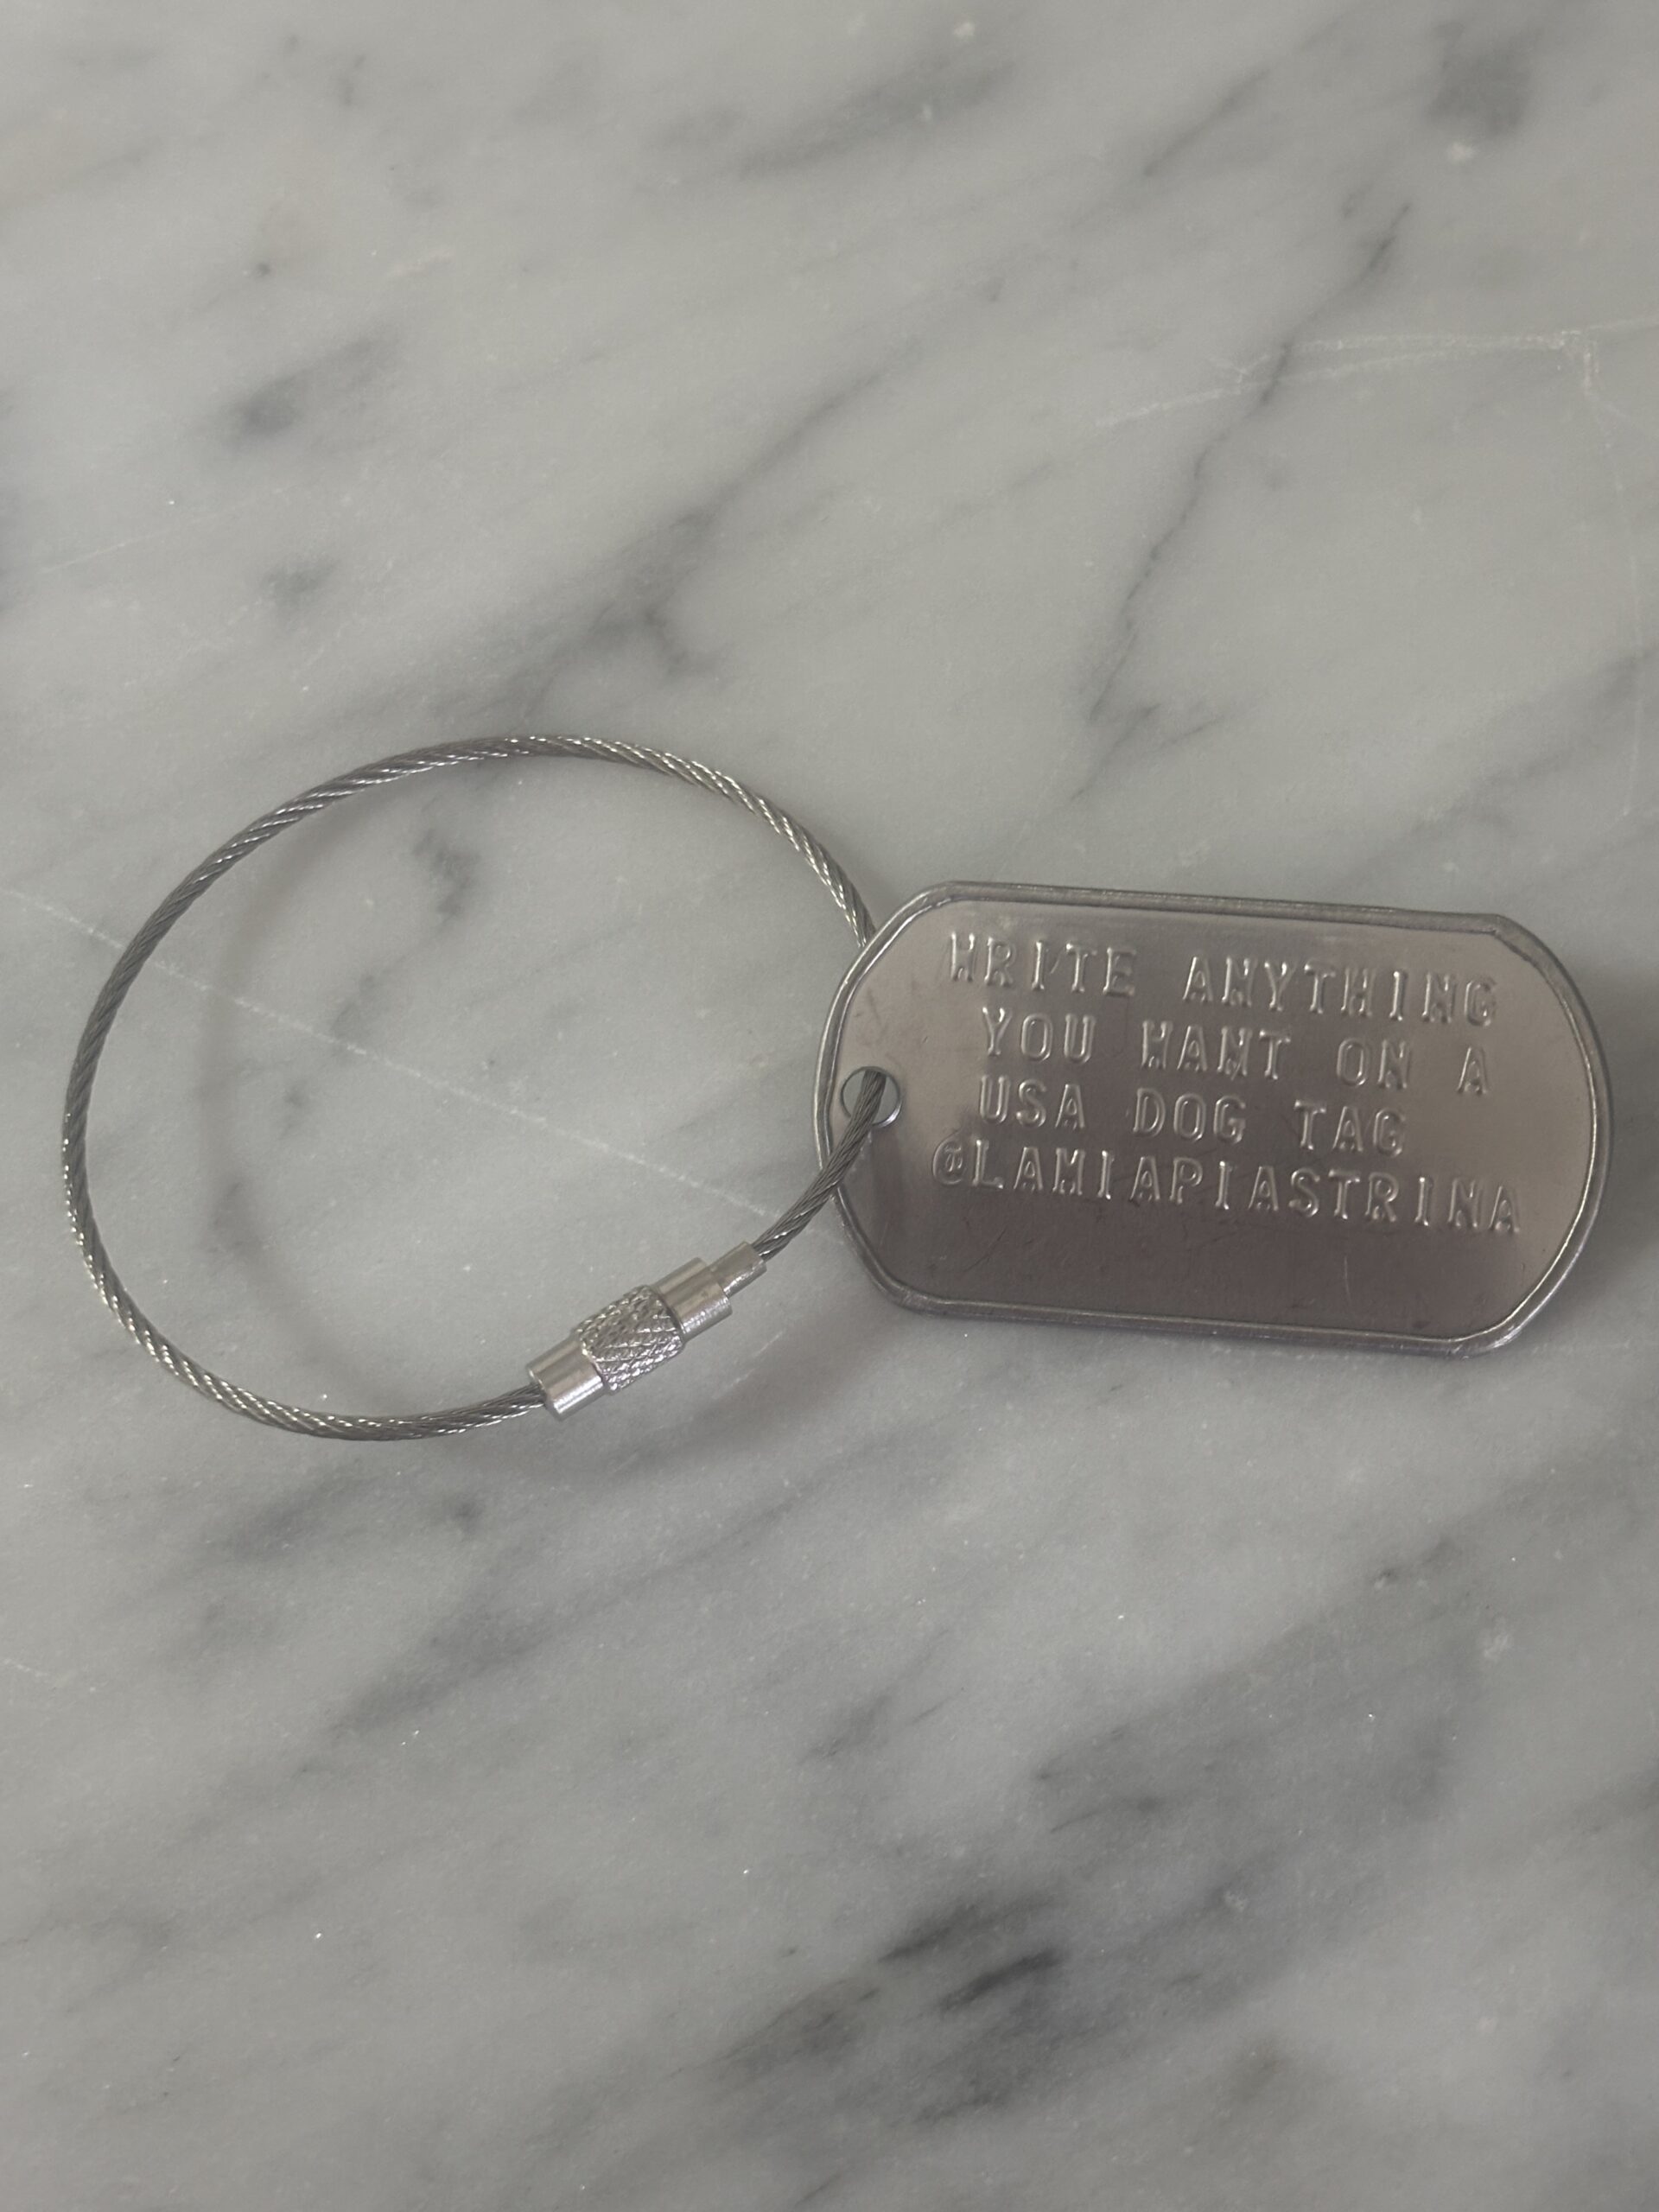 WRITE ANYTHING
YOU WANT ON A
USA DOG TAG
@LAMIAPIASTRINA